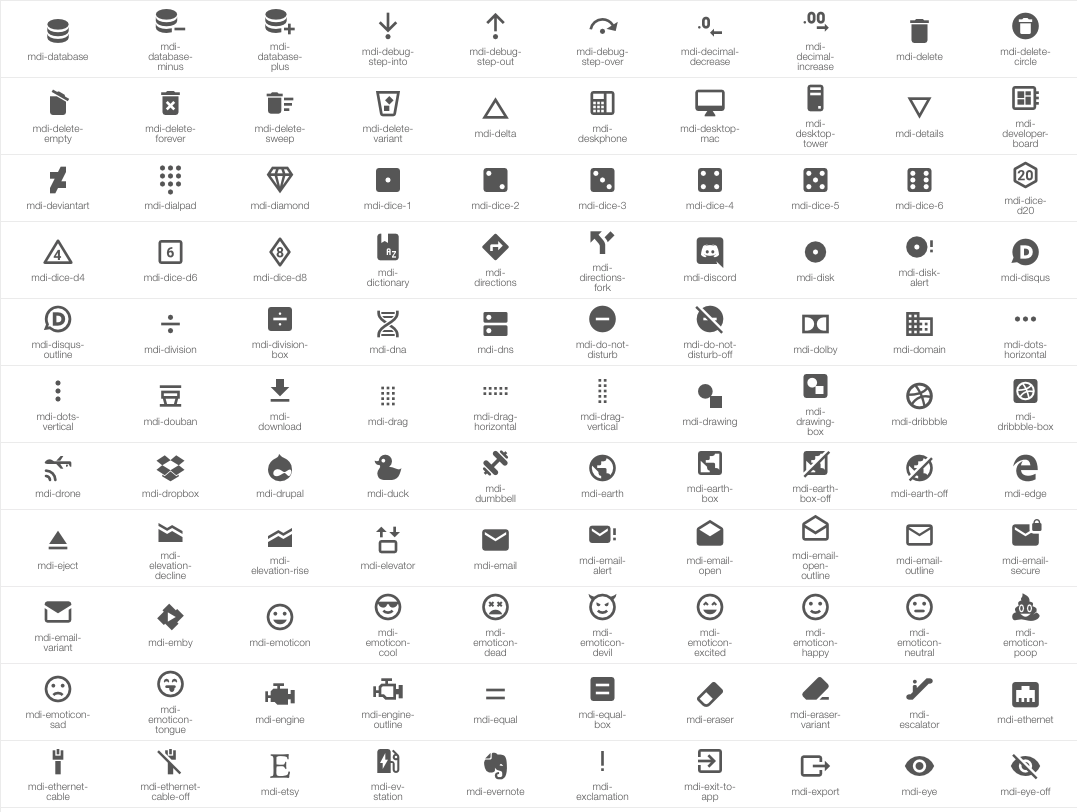 .0
.00
mdi-database
mdi-
database-
minus
mdi-
database-
plus
mdi-debug-
step-into
mdi-debug-
step-out
mdi-debug-
step-over
mdi-decimal-
decrease
mdi-
decimal-
increase
mdi-delete
mdi-delete-
circle
mdi-delete-
empty
mdi-delete-
forever
mdi-delete-
sweep
mdi-delete-
variant
mdi-delta
mdi-
deskphone
mdi-desktop-
mac
mdi-
desktop-
tower
mdi-details
mdi-
developer-
board
mdi-deviantart
mdi-dialpad
mdi-diamond
mdi-dice-1
mdi-dice-2
mdi-dice-3
mdi-dice-4
mdi-dice-5
mdi-dice-6
20
mdi-dice-
d20
4
mdi-dice-d4
6
mdi-dice-d6
8
mdi-dice-d8
AZ
mdi-
dictionary
mdi-
directions
mdi-
directions-
fork
mdi-discord
mdi-disk
mdi-disk-
alert
D
mdi-disqus
D
mdi-disqus-
outline
mdi-division
mdi-division-
box
mdi-dna
mdi-dns
mdi-do-not-
disturb
mdi-do-not-
disturb-off
mdi-dolby
mdi-domain
mdi-dots-
horizontal
mdi-dots-
vertical
mdi-douban
mdi-
download
mdi-drag
mdi-drag-
horizontal
mdi-drag-
vertical
mdi-drawing
mdi-
drawing-
box
mdi-dribbble
mdi-
dribbble-box
mdi-drone
mdi-dropbox
mdi-drupal
mdi-duck
mdi-
dumbbell
mdi-earth
mdi-earth-
box
mdi-earth-
box-off
mdi-earth-off
mdi-edge
mdi-eject
mdi-
elevation-
decline
mdi-
elevation-rise
mdi-elevator
mdi-email
mdi-email-
alert
mdi-email-
open
mdi-email-
open-
outline
mdi-email-
outline
mdi-email-
secure
mdi-email-
variant
mdi-emby
mdi-emoticon
mdi-
emoticon-
cool
mdi-
emoticon-
dead
mdi-
emoticon-
devil
mdi-
emoticon-
excited
mdi-
emoticon-
happy
mdi-
emoticon-
neutral
mdi-
emoticon-
poop
mdi-emoticon-
sad
mdi-
emoticon-
tongue
mdi-engine
mdi-engine-
outline
mdi-equal
mdi-equal-
box
mdi-eraser
mdi-eraser-
variant
mdi-
escalator
mdi-ethernet
mdi-ethernet-
cable
mdi-ethernet-
cable-off
E
mdi-etsy
mdi-ev-
station
mdi-evernote
!
mdi-
exclamation
mdi-exit-to-
app
mdi-export
mdi-eye
mdi-eye-off